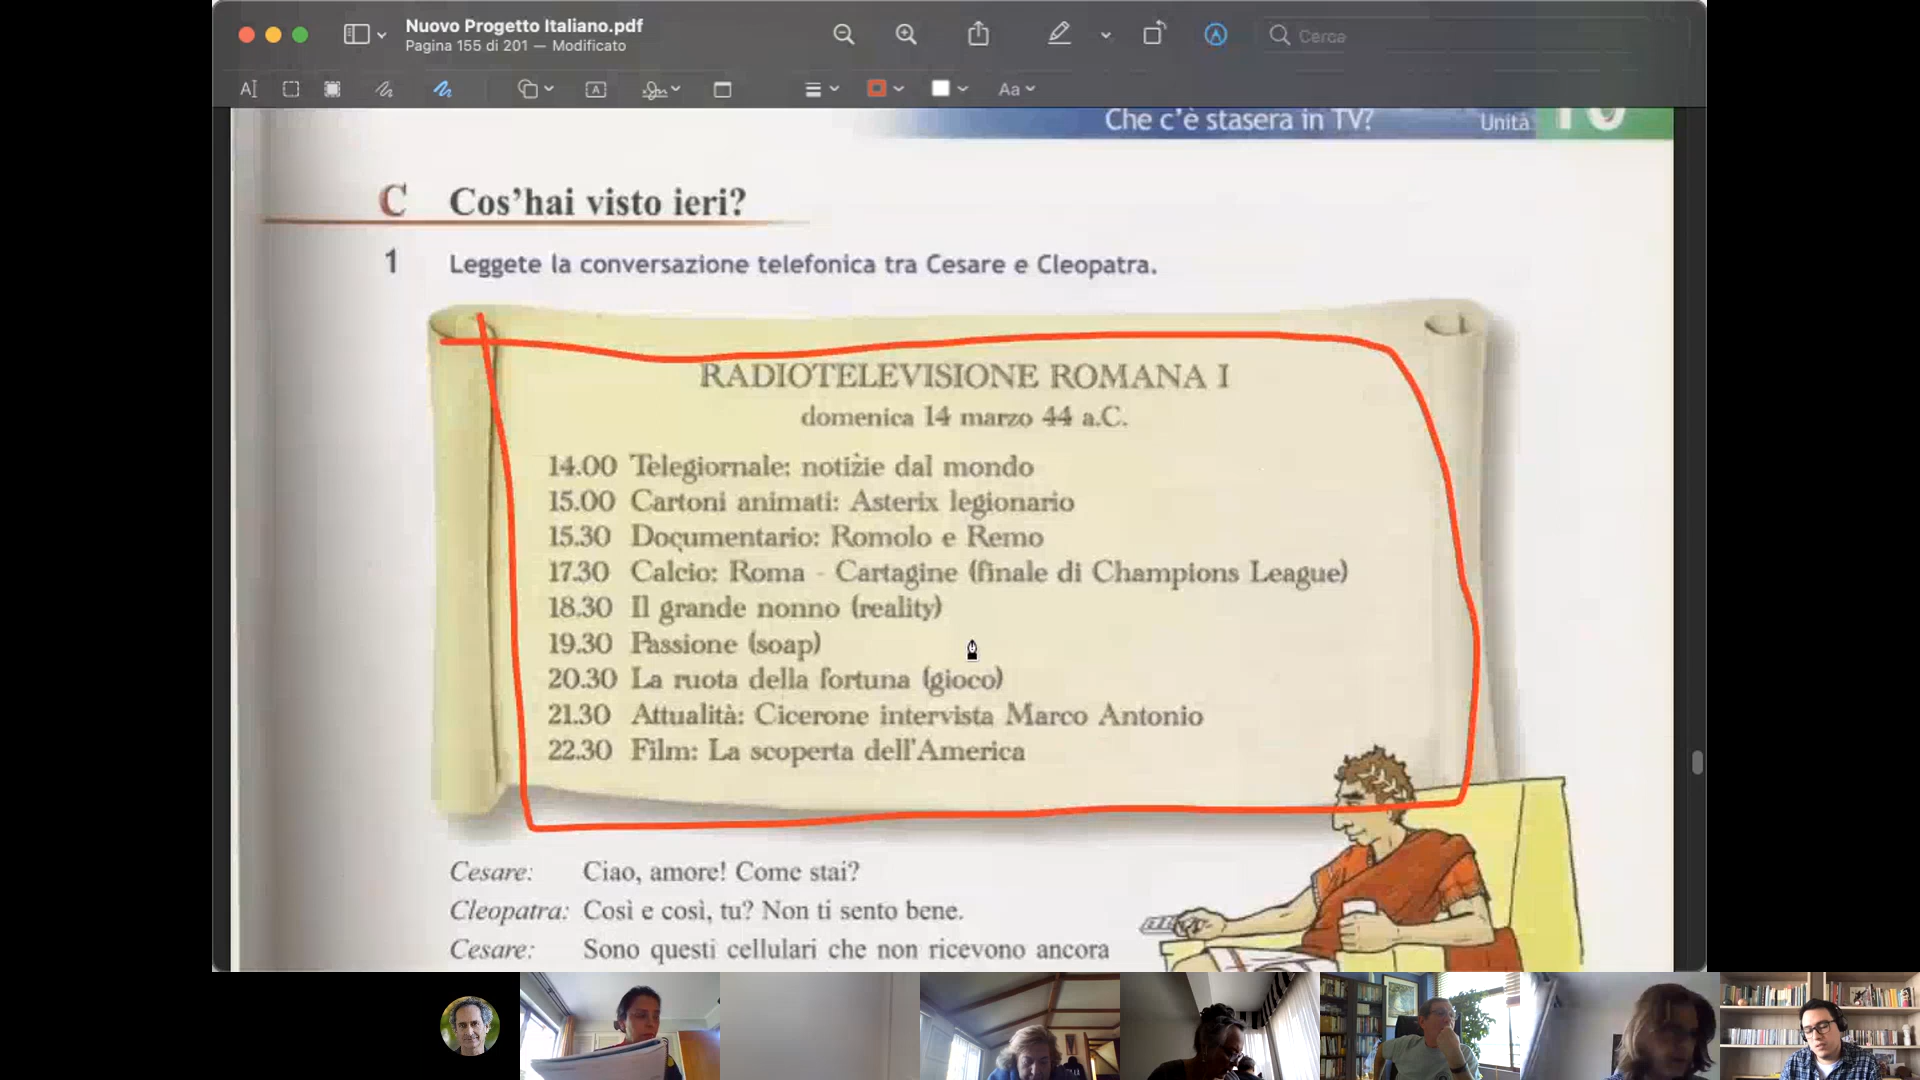 Nuovo Progetto Italiano.pdf
Pagina 155 di 201 — Modificato
Cerca
Che c'è stasera in TV?
Unità 10
C Cos'hai visto ieri?
1 Leggete la conversazione telefonica tra Cesare e Cleopatra.
RADIOTELEVISIONE ROMANA I
domenica 14 marzo 44 a.C.
14.00 Telegiornale: notizie dal mondo
15.00 Cartoni animati: Asterix legionario
15.30 Documentario: Romolo e Remo
17.30 Calcio: Roma - Cartagine (finale di Champions League)
18.30 Il grande nonno (reality)
19.30 Passione (soap)
20.30 La ruota della fortuna (gioco)
21.30 Attualità: Cicerone intervista Marco Antonio
22.30 Film: La scoperta dell'America
Cesare: Ciao, amore! Come stai?
Cleopatra: Così e così, tu? Non ti sento bene.
Cesare: Sono questi cellulari che non ricevono ancora